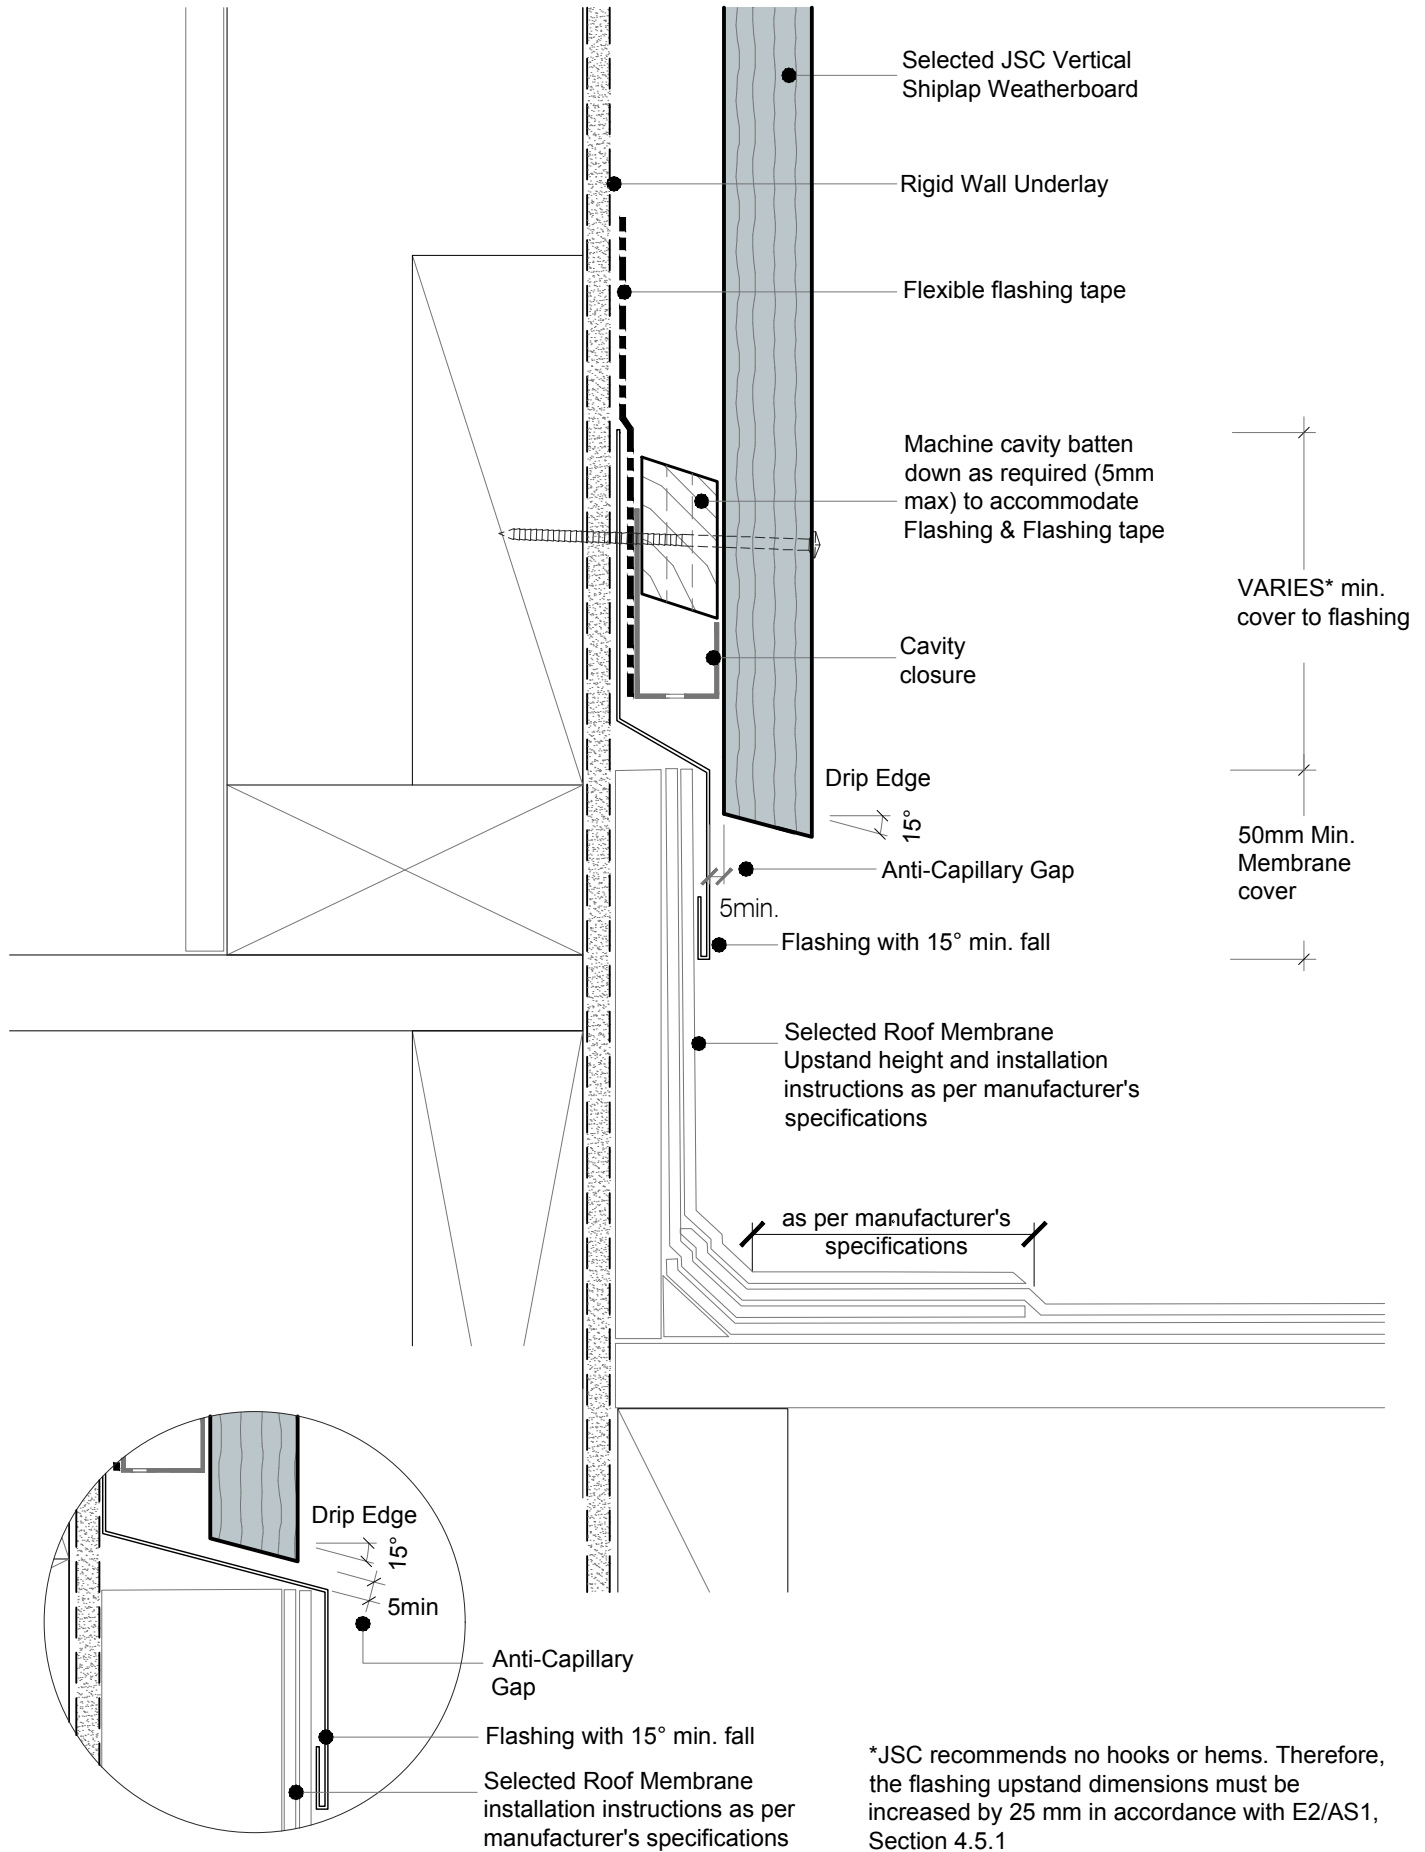 Selected JSC Vertical
Shiplap Weatherboard
Rigid Wall Underlay
Flexible flashing tape
Machine cavity batten
down as required (5mm
max) to accommodate
Flashing & Flashing tape
VARIES* min.
cover to flashing
Cavity
closure
Drip Edge
15°
50mm Min.
Membrane
cover
Anti-Capillary Gap
5min.
Flashing with 15° min. fall
Selected Roof Membrane
Upstand height and installation
instructions as per manufacturer's
specifications
as per manufacturer's
specifications
Drip Edge
15°
5min
Anti-Capillary
Gap
Flashing with 15° min. fall
Selected Roof Membrane
installation instructions as per
manufacturer's specifications
*JSC recommends no hooks or hems. Therefore,
the flashing upstand dimensions must be
increased by 25 mm in accordance with E2/AS1,
Section 4.5.1